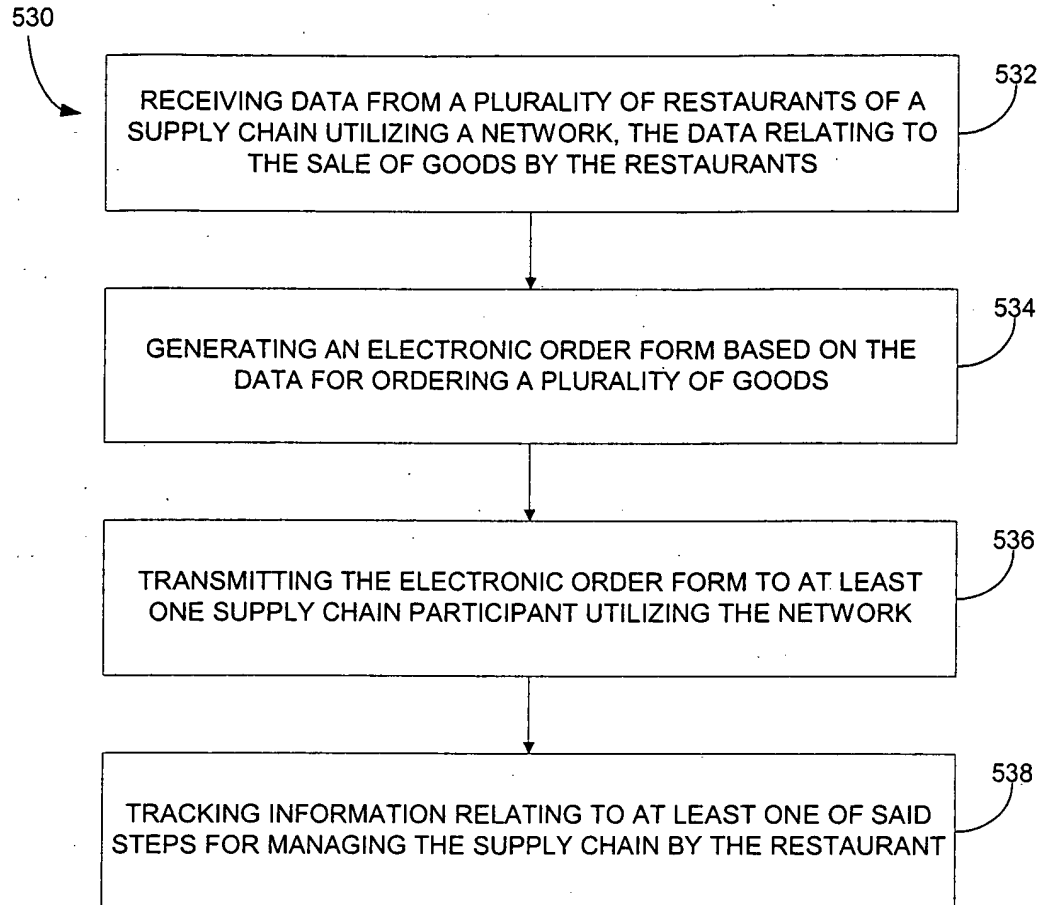 530
532
RECEIVING DATA FROM A PLURALITY OF RESTAURANTS OF A
SUPPLY CHAIN UTILIZING A NETWORK, THE DATA RELATING TO
THE SALE OF GOODS BY THE RESTAURANTS
534
GENERATING AN ELECTRONIC ORDER FORM BASED ON THE
DATA FOR ORDERING A PLURALITY OF GOODS
536
TRANSMITTING THE ELECTRONIC ORDER FORM TO AT LEAST
ONE SUPPLY CHAIN PARTICIPANT UTILIZING THE NETWORK
538
TRACKING INFORMATION RELATING TO AT LEAST ONE OF SAID
STEPS FOR MANAGING THE SUPPLY CHAIN BY THE RESTAURANT